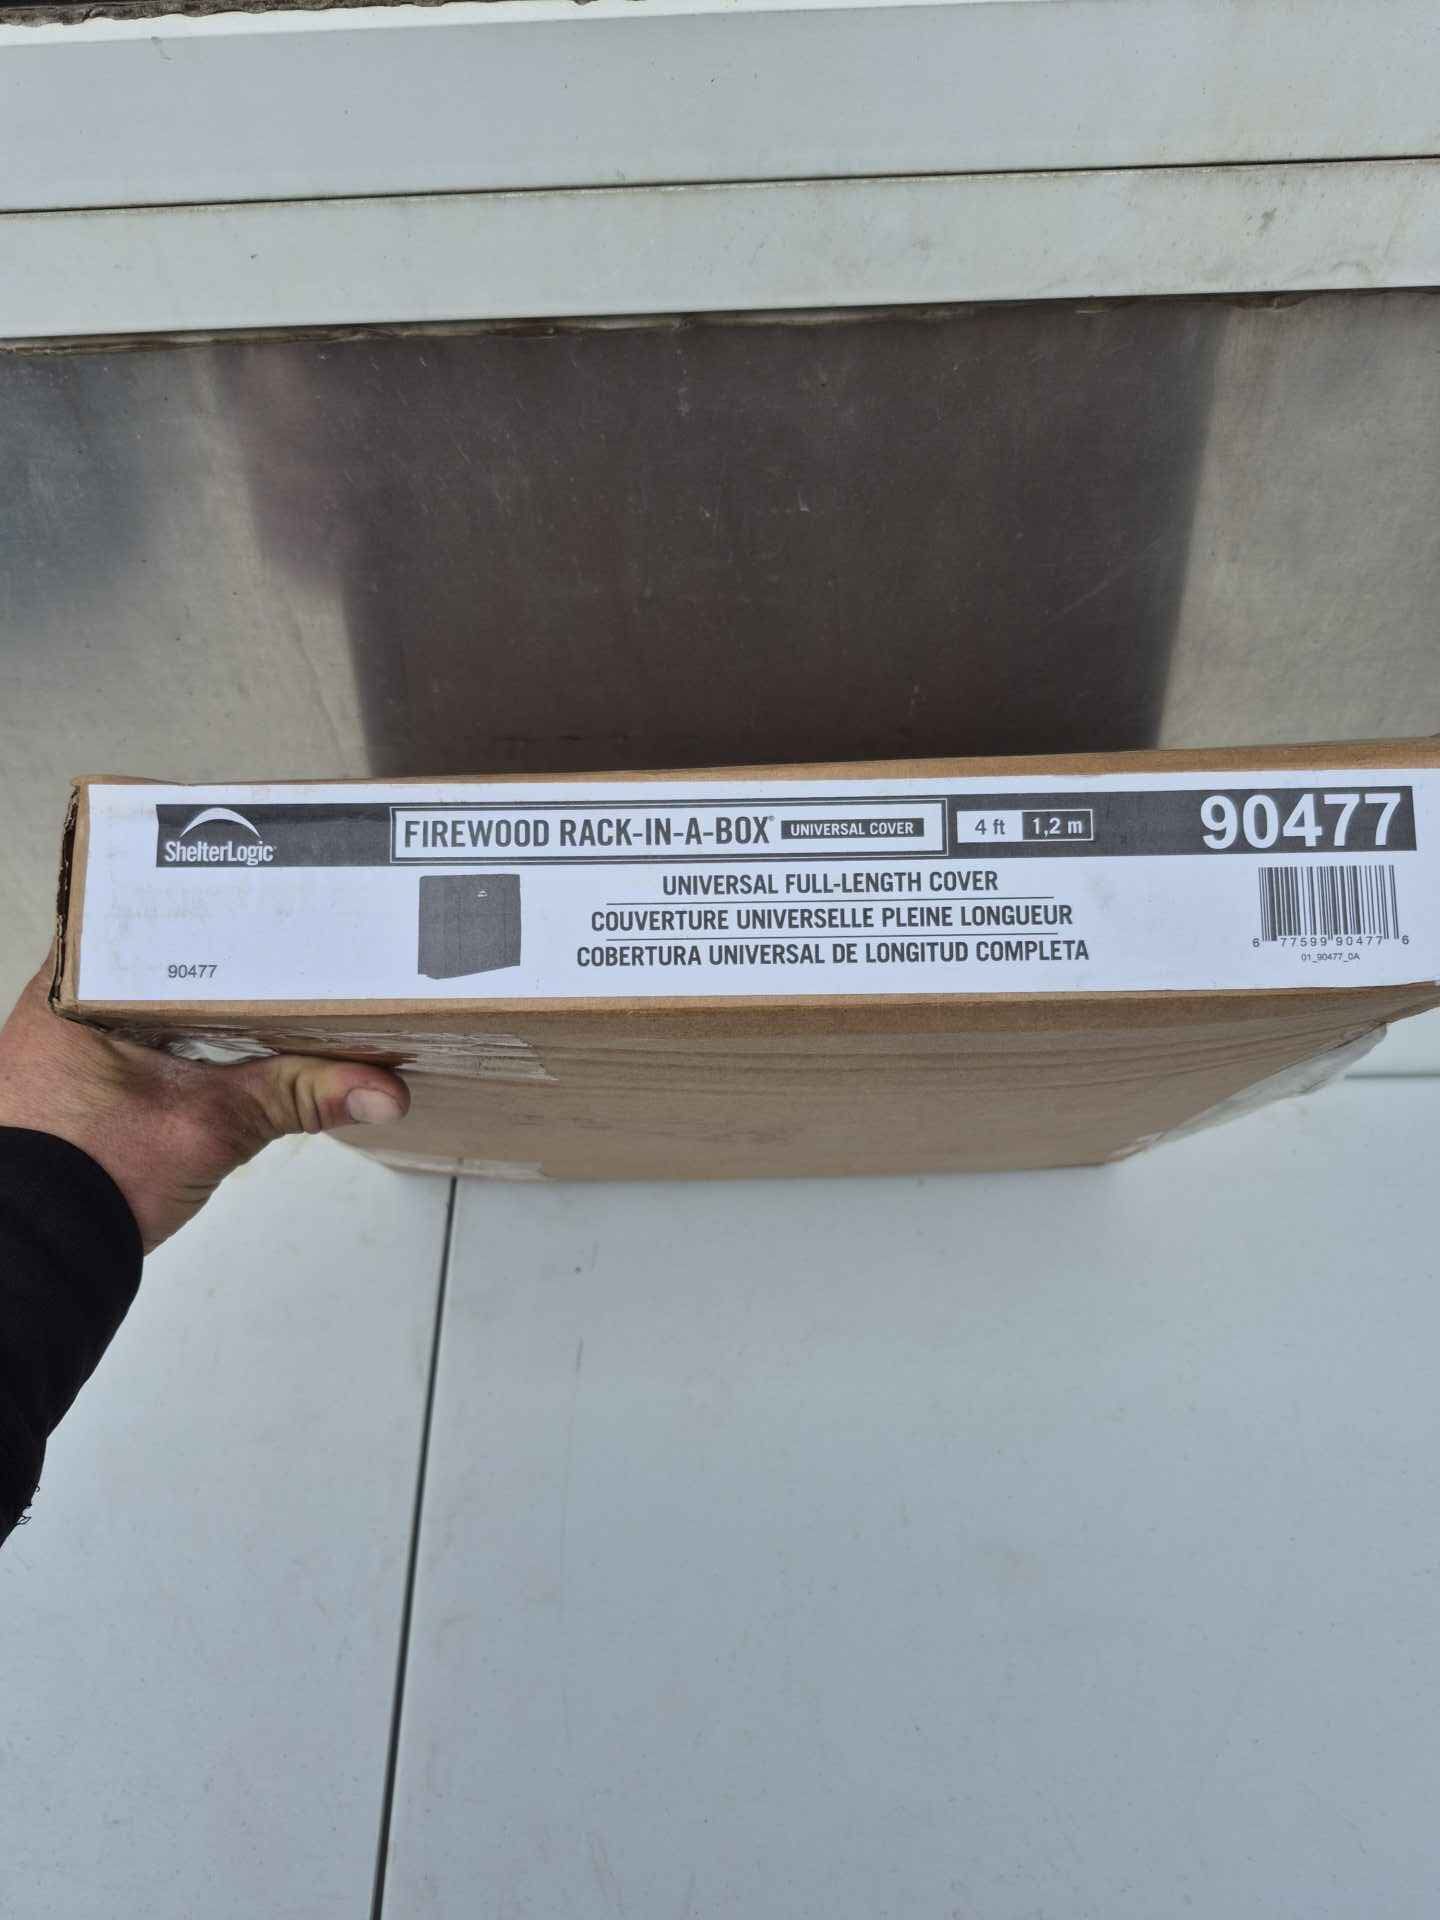 ShelterLogic
FIREWOOD RACK-IN-A-BOX® UNIVERSAL COVER
4 ft 1,2 m
90477
UNIVERSAL FULL-LENGTH COVER
COUVERTURE UNIVERSELLE PLEINE LONGUEUR
COBERTURA UNIVERSAL DE LONGITUD COMPLETA
90477
6 77599 90477 6
01_90477_0A